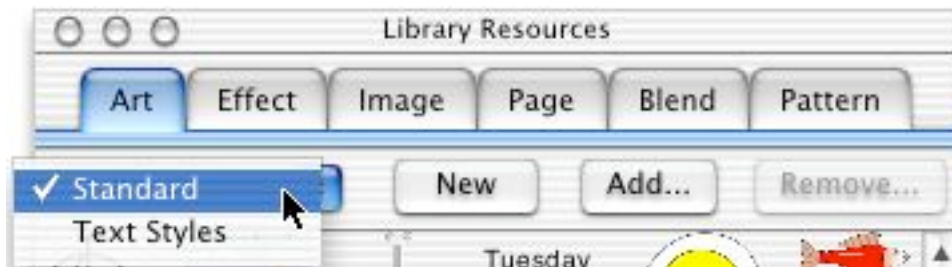 Library Resources
Art Effect Image Page Blend Pattern
Standard New Add... Remove...
Text Styles
Tuesday